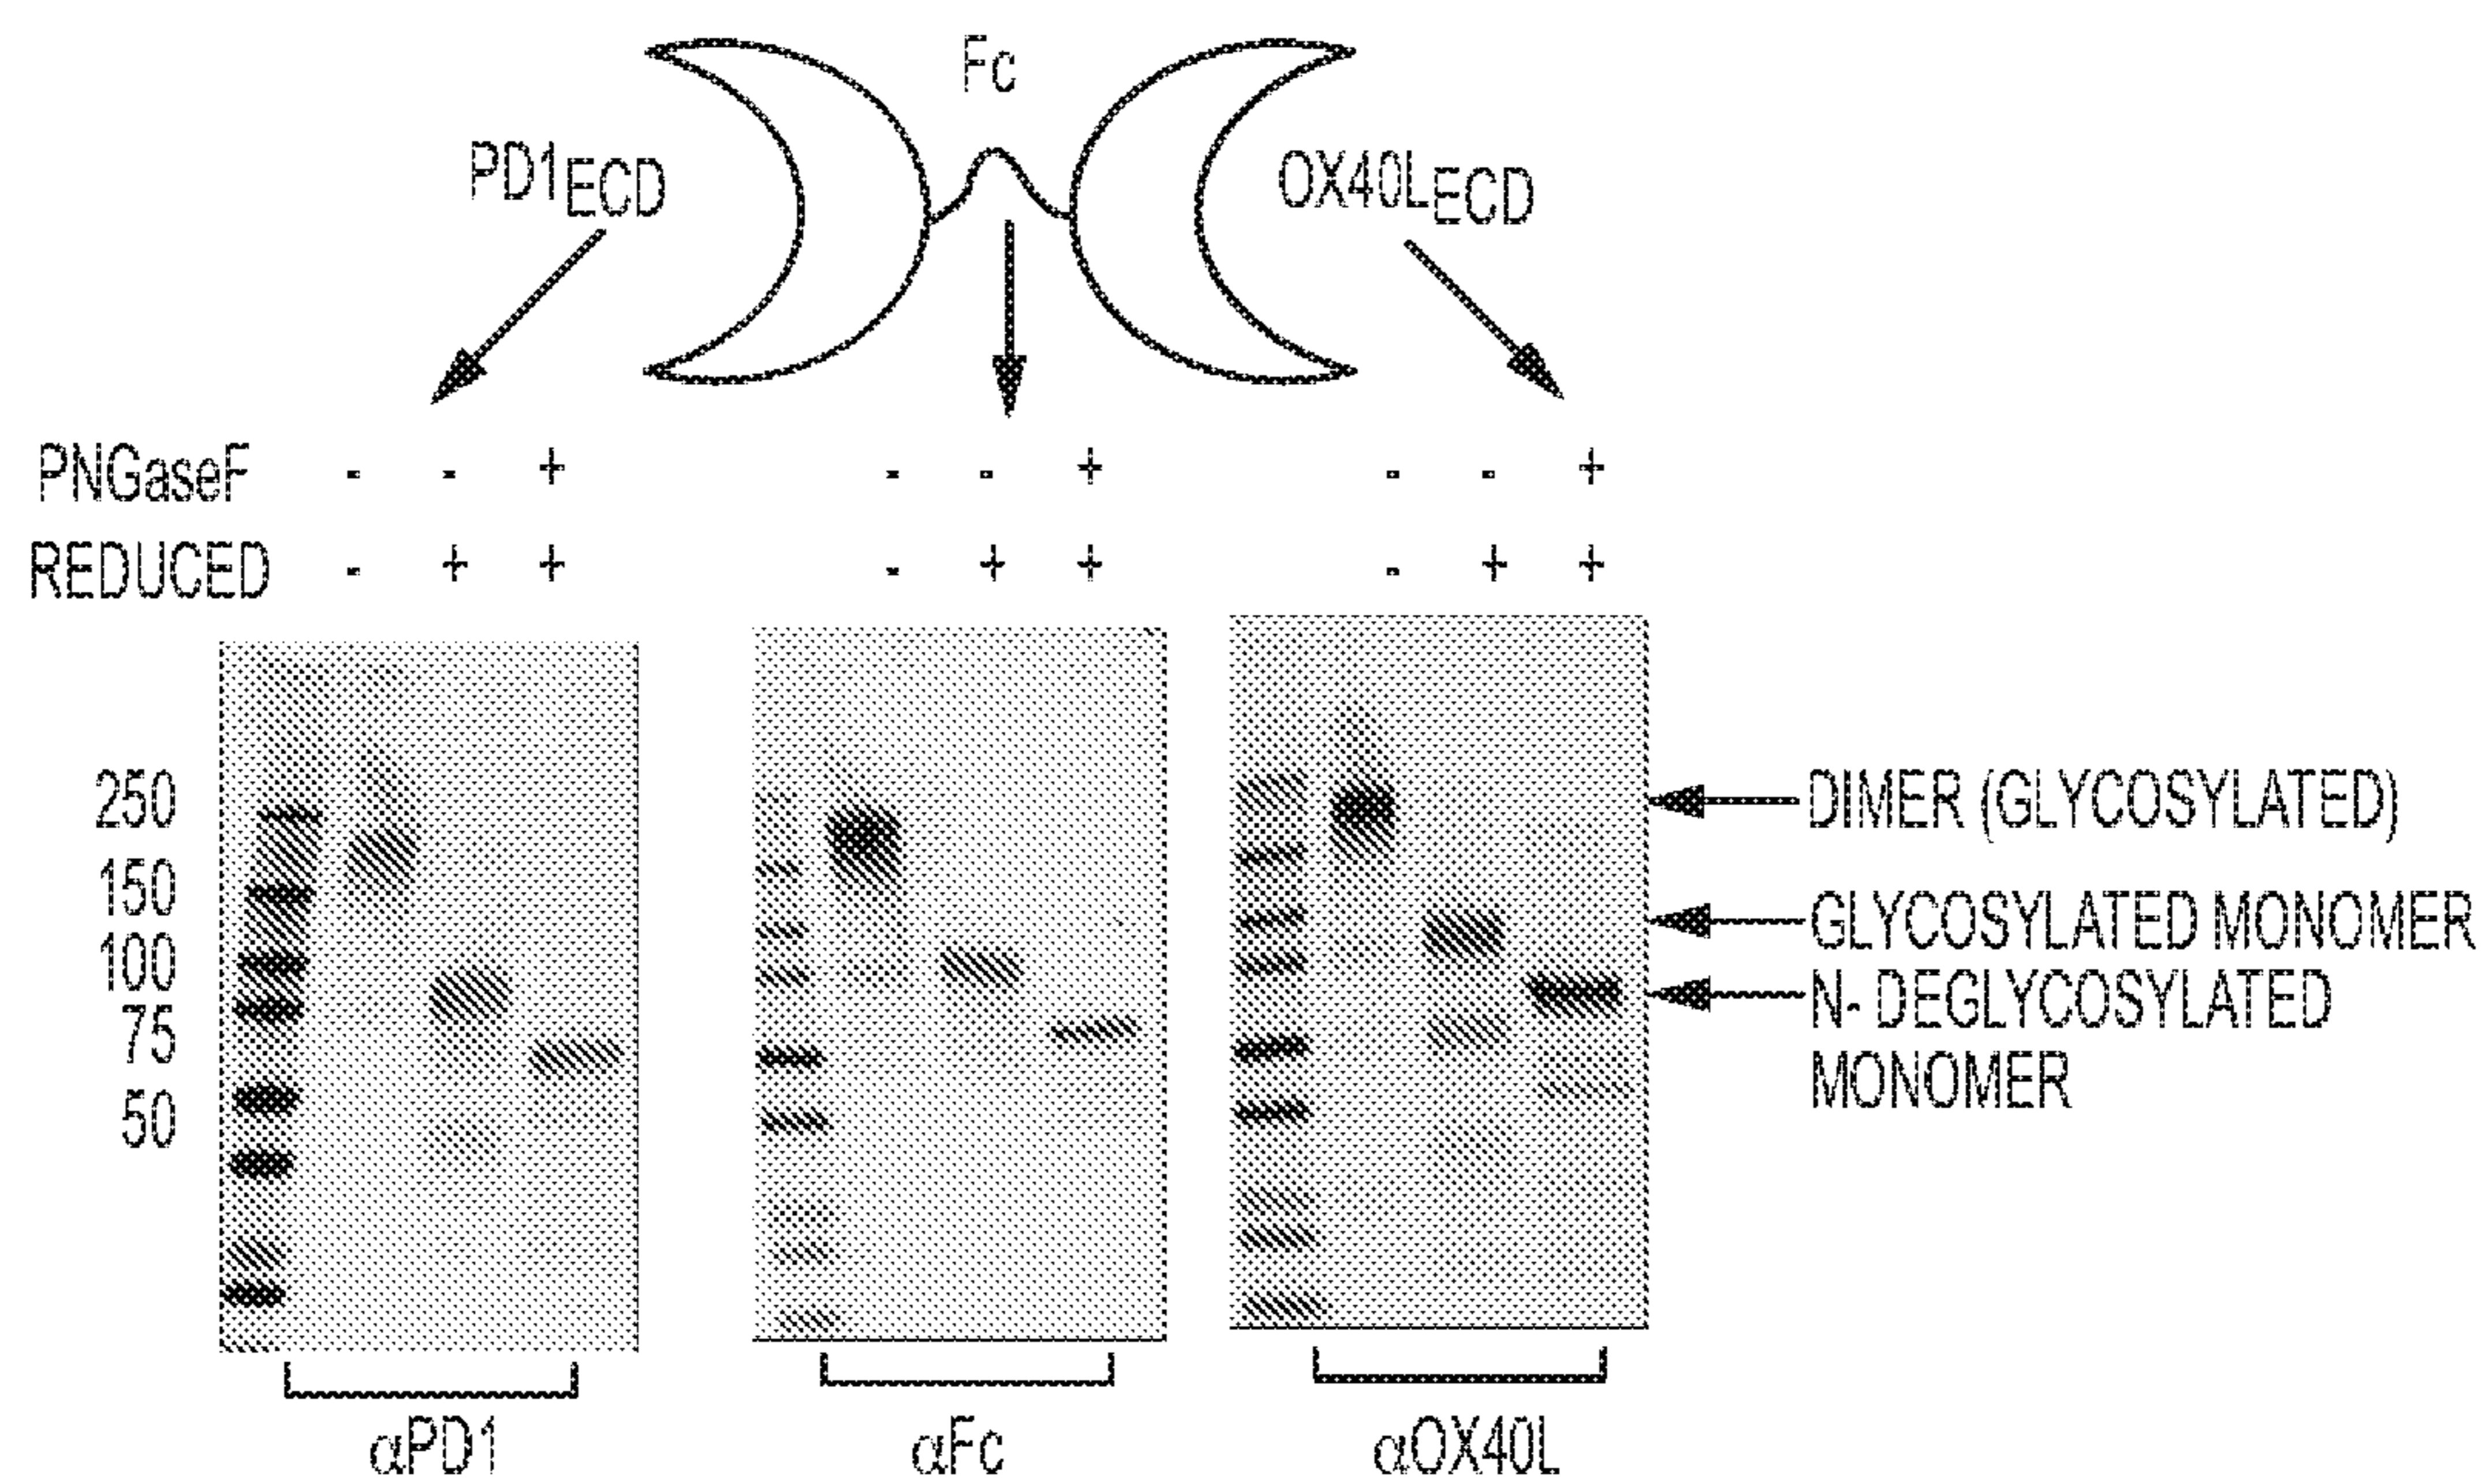 Fc
PD1ECD
OX40LECD
PNGaseF - - + - - + - - +
REDUCED - + + - + + - + +
250
150
100
75
50
DIMER (GLYCOSYLATED)
GLYCOSYLATED MONOMER
N- DEGLYCOSYLATED
MONOMER
αPD1
αFc
αOX40L